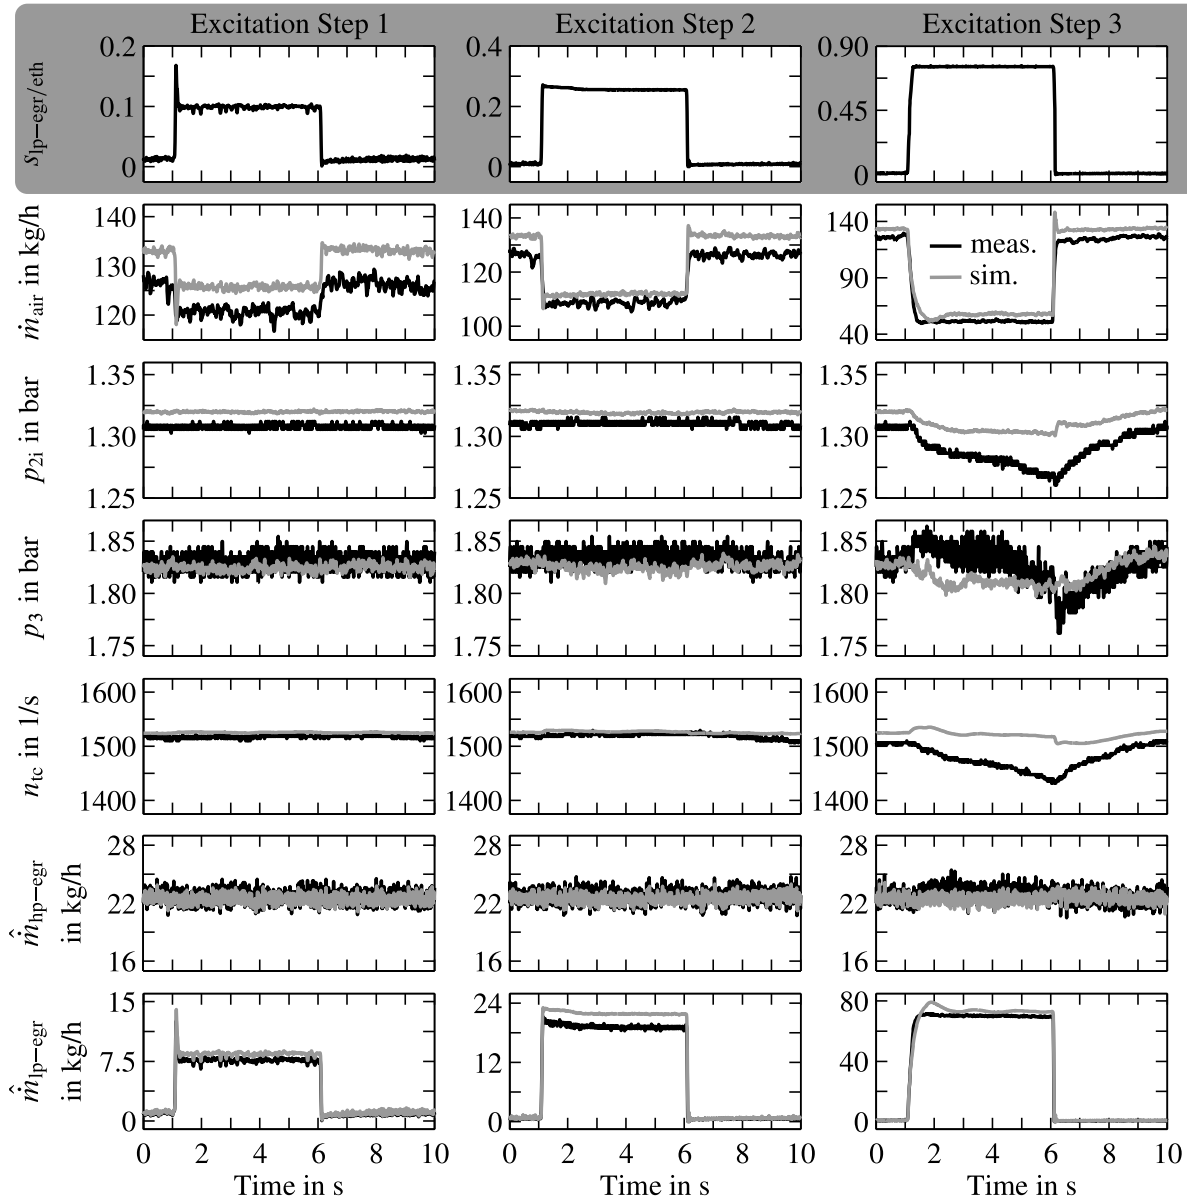 Excitation Step 1 Excitation Step 2 Excitation Step 3
s_lp−egr/eth
0.2 0.4 0.90
0.1 0.2 0.45
0 0 0
ṁ_air in kg/h
140 140 140
130 120 90
120 100 40
meas.
sim.
p_2i in bar
1.35 1.35 1.35
1.30 1.30 1.30
1.25 1.25 1.25
p_3 in bar
1.85 1.85 1.85
1.80 1.80 1.80
1.75 1.75 1.75
n_tc in 1/s
1600 1600 1600
1500 1500 1500
1400 1400 1400
m̂̇_hp−egr
in kg/h
28 28 28
22 22 22
16 16 16
m̂̇_lp−egr
in kg/h
15 24 80
7.5 12 40
0 0 0
0 2 4 6 8 10 0 2 4 6 8 10 0 2 4 6 8 10
Time in s Time in s Time in s